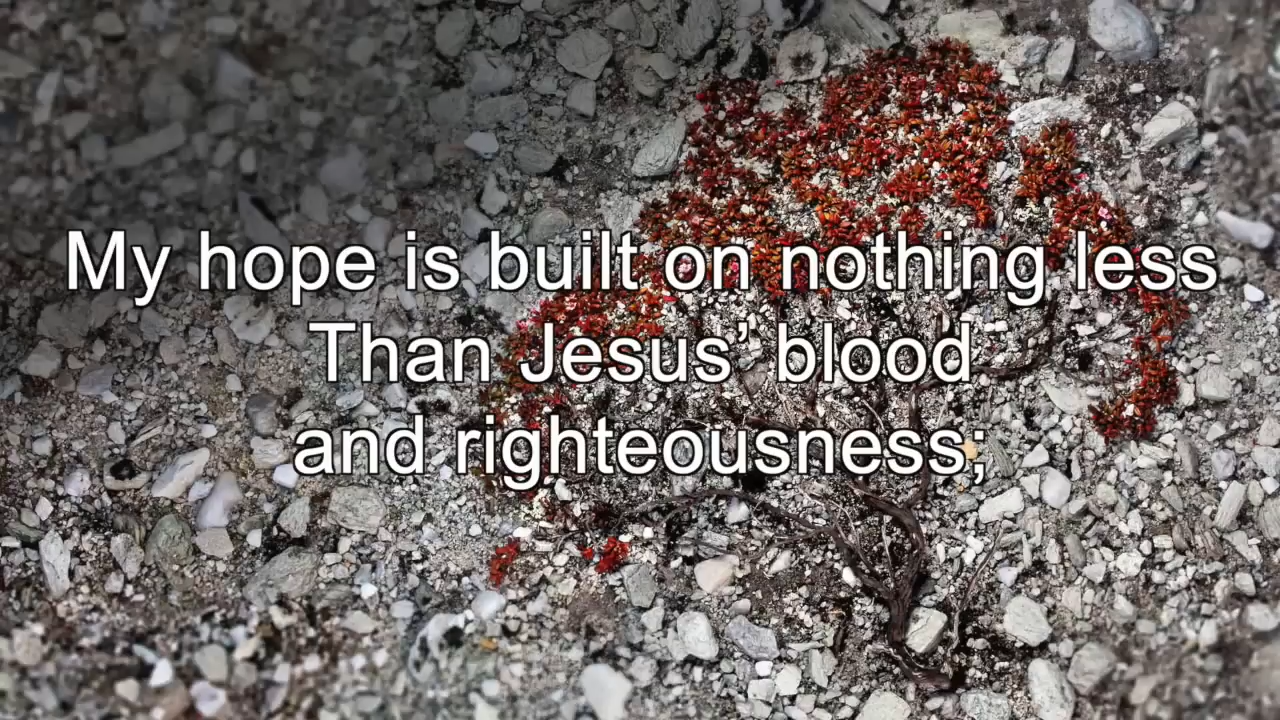 My hope is built on nothing less
Than Jesus’ blood
and righteousness;